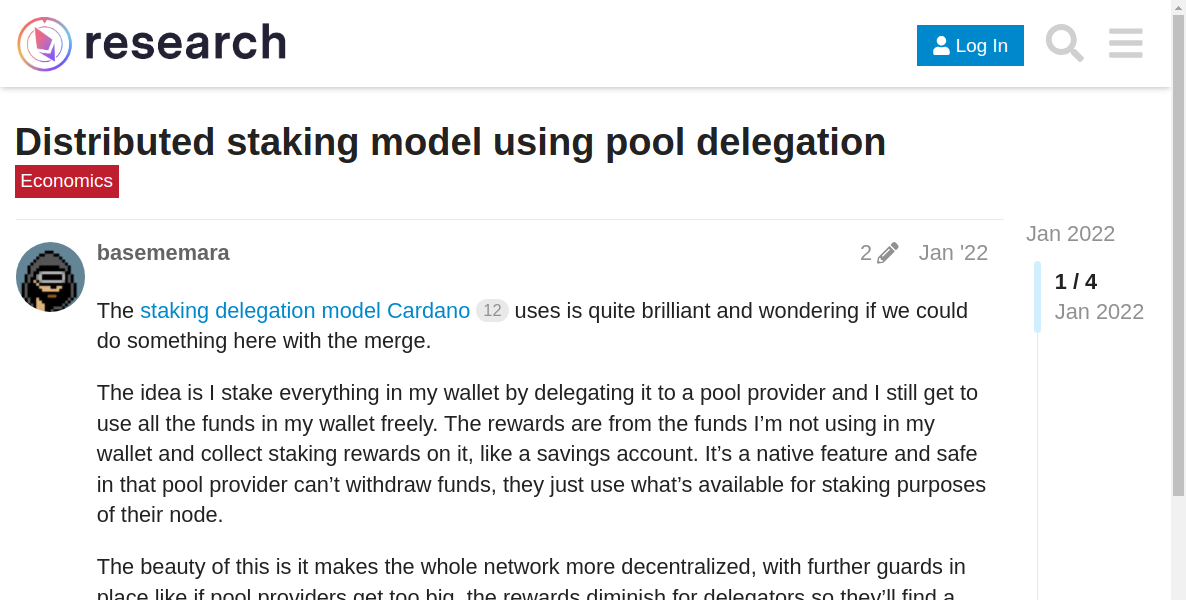 research
Log In
Distributed staking model using pool delegation
Economics
basememara
2
Jan '22
Jan 2022
1 / 4
Jan 2022
The staking delegation model Cardano 12 uses is quite brilliant and wondering if we could
do something here with the merge.
The idea is I stake everything in my wallet by delegating it to a pool provider and I still get to
use all the funds in my wallet freely. The rewards are from the funds I’m not using in my
wallet and collect staking rewards on it, like a savings account. It’s a native feature and safe
in that pool provider can’t withdraw funds, they just use what’s available for staking purposes
of their node.
The beauty of this is it makes the whole network more decentralized, with further guards in
place like if pool providers get too big, the rewards diminish for delegators so they’ll find a